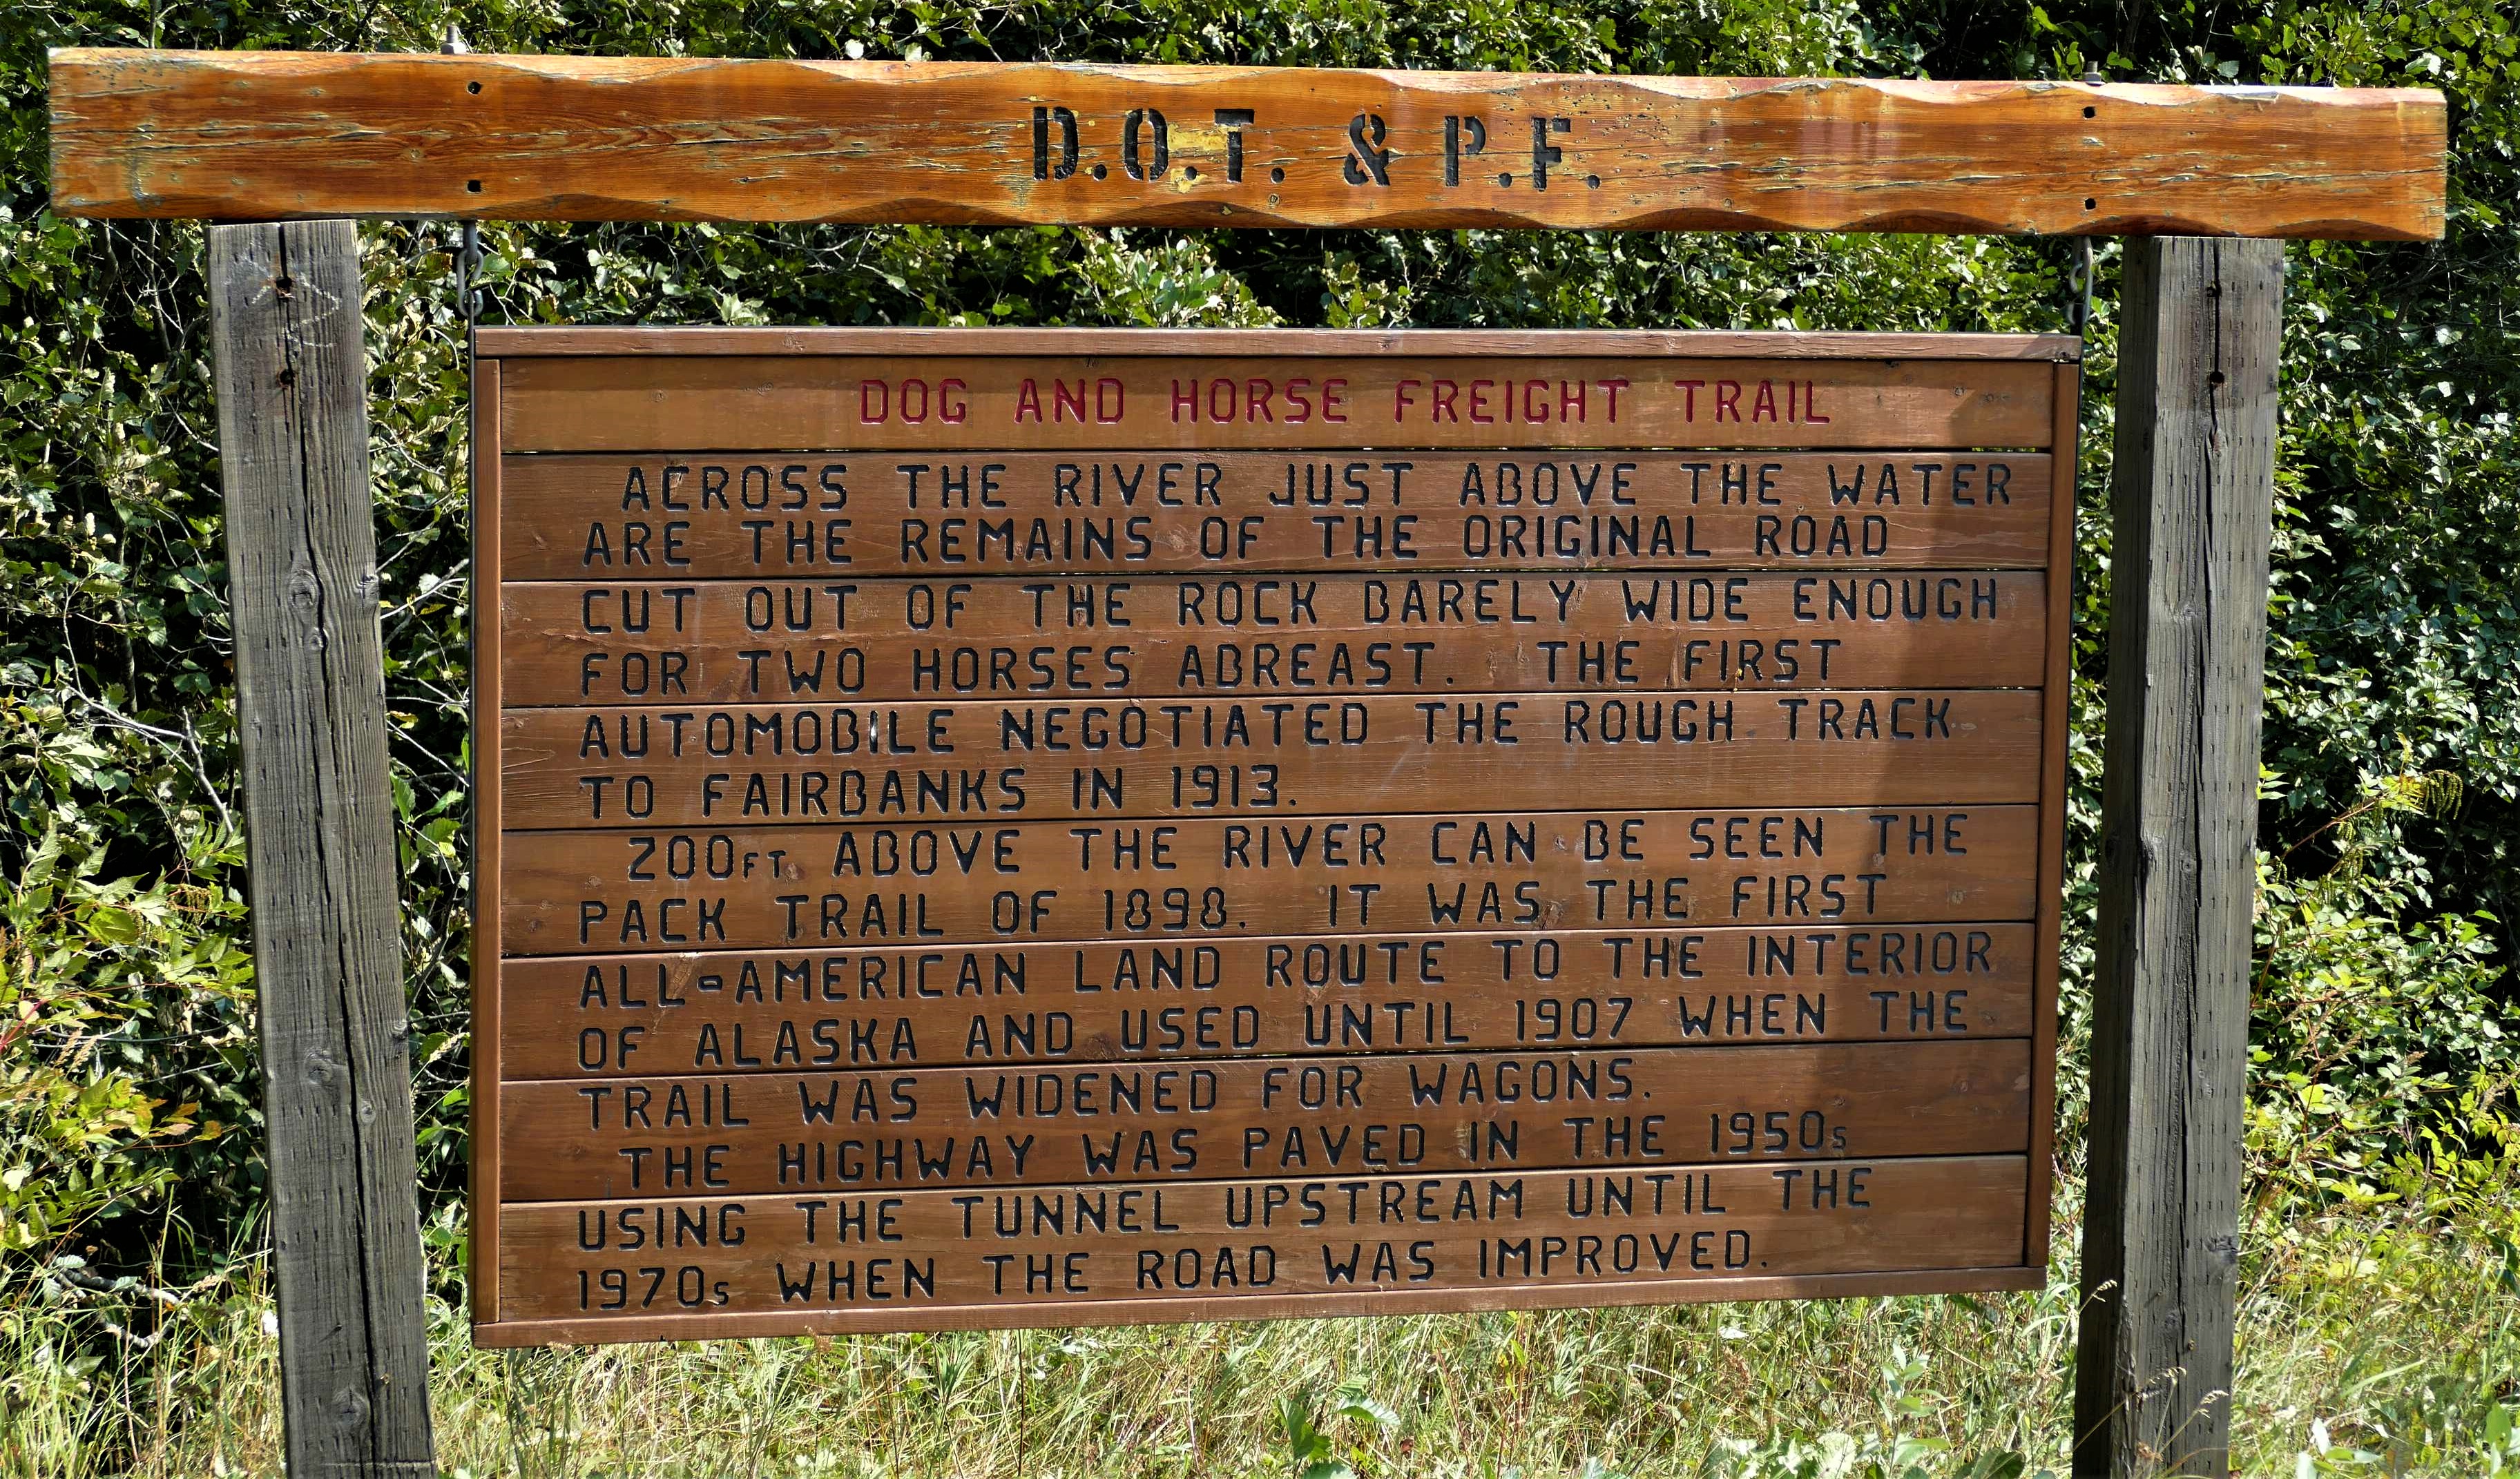 D.O.T. & P.F.
DOG AND HORSE FREIGHT TRAIL
ACROSS THE RIVER JUST ABOVE THE WATER
ARE THE REMAINS OF THE ORIGINAL ROAD
CUT OUT OF THE ROCK BARELY WIDE ENOUGH
FOR TWO HORSES ABREAST. THE FIRST
AUTOMOBILE NEGOTIATED THE ROUGH TRACK
TO FAIRBANKS IN 1913.
200FT ABOVE THE RIVER CAN BE SEEN THE
PACK TRAIL OF 1898. IT WAS THE FIRST
ALL-AMERICAN LAND ROUTE TO THE INTERIOR
OF ALASKA AND USED UNTIL 1907 WHEN THE
TRAIL WAS WIDENED FOR WAGONS.
THE HIGHWAY WAS PAVED IN THE 1950s
USING THE TUNNEL UPSTREAM UNTIL THE
1970s WHEN THE ROAD WAS IMPROVED.